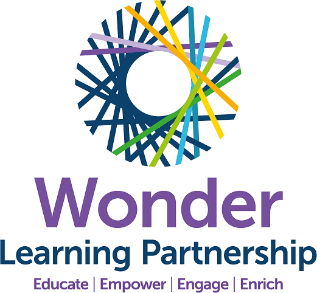 Wonder
Learning Partnership
Educate | Empower | Engage | Enrich